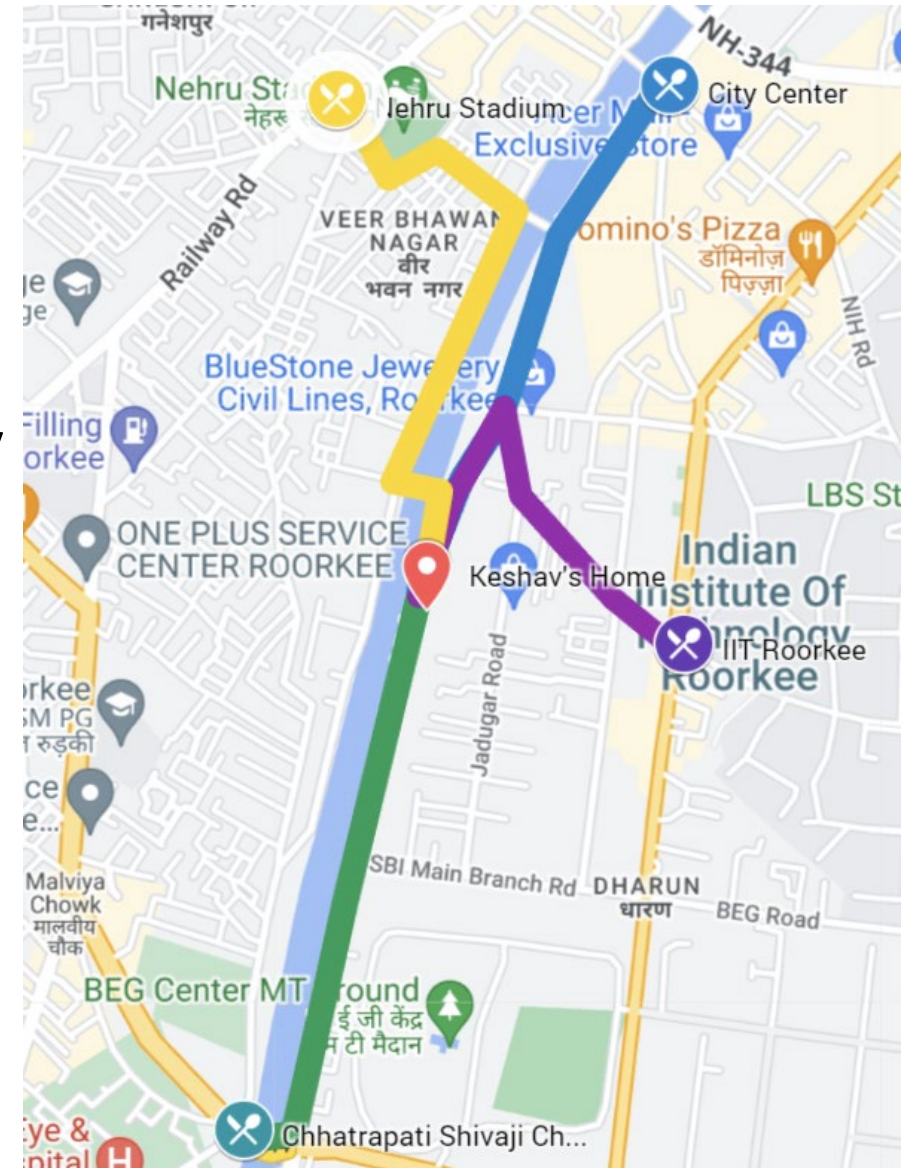 गनेशपुर
NH-344
Nehru Sta
नेहरू
Nehru Stadium
City Center
Exclusive Store
Railway Rd
VEER BHAWAN
NAGAR
वीर
भवन नगर
omino's Pizza
डॉमिनोज़
पिज़्ज़ा
NIH Rd
BlueStone Jewellery
Civil Lines, Roorkee
Filling
orkee
LBS St
ONE PLUS SERVICE
CENTER ROORKEE
Keshav's Home
Indian
Institute Of
Technology
Roorkee
IIT Roorkee
Jadugar Road
orkee
SM PG
रुड़की
ce
e...
SBI Main Branch Rd
DHARUN
धारण
BEG Road
Malviya
Chowk
मालवीय
चौक
BEG Center MT
round
ई जी केंद्र
टी मैदान
Chhatrapati Shivaji Ch...
Eye &
spital
H